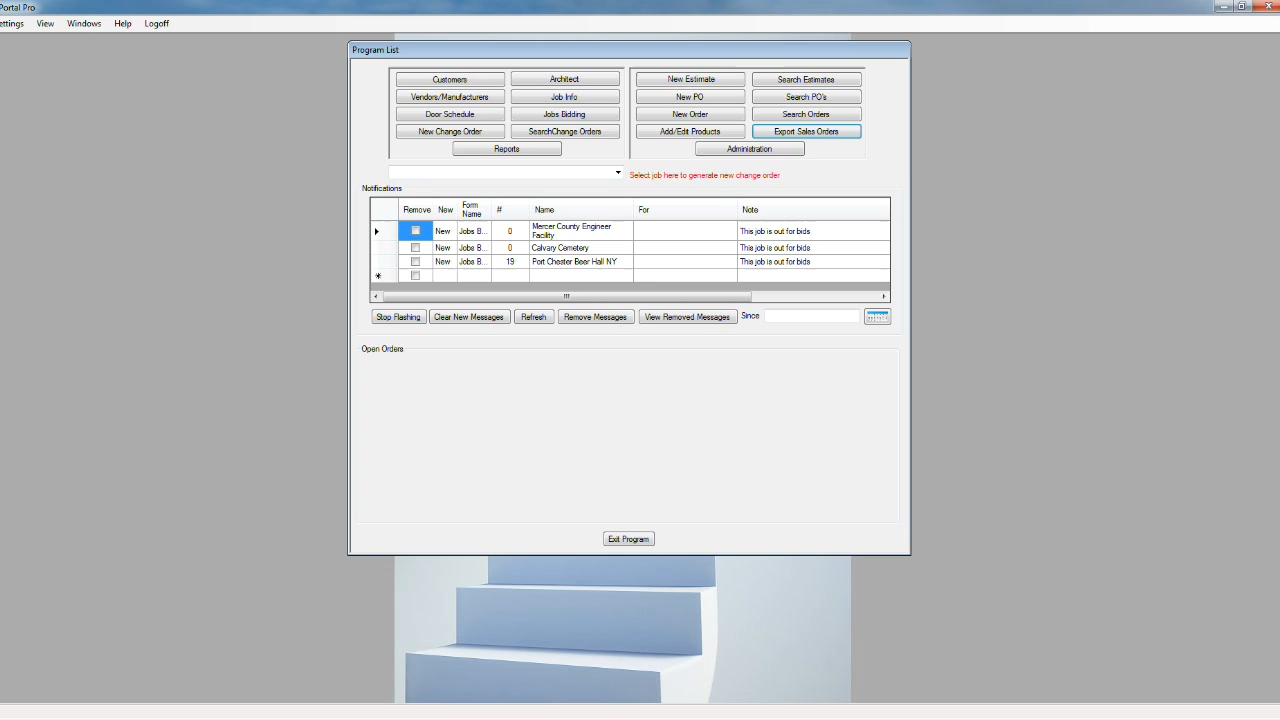 Portal Pro
ettings View Windows Help Logoff
Program List
Customers Architect New Estimate Search Estimates
Vendors/Manufacturers Job Info New PO Search PO's
Door Schedule Jobs Bidding New Order Search Orders
New Change Order SearchChange Orders Add/Edit Products Export Sales Orders
Reports Administration
Select job here to generate new change order
Notifications
Remove New Form Name # Name For Note
New Jobs B... 0 Mercer County Engineer Facility This job is out for bids
New Jobs B... 0 Calvary Cemetery This job is out for bids
New Jobs B... 19 Port Chester Beer Hall NY This job is out for bids
Stop Flashing Clear New Messages Refresh Remove Messages View Removed Messages Since
Open Orders
Exit Program